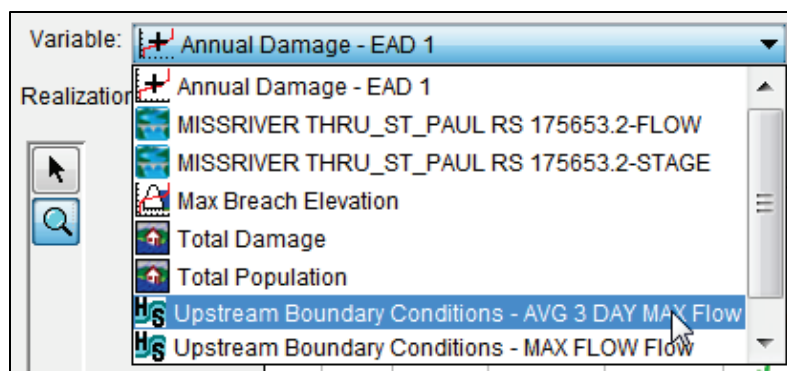 Variable: Annual Damage - EAD 1
Realization
Annual Damage - EAD 1
MISSRIVER THRU_ST_PAUL RS 175653.2-FLOW
MISSRIVER THRU_ST_PAUL RS 175653.2-STAGE
Max Breach Elevation
Total Damage
Total Population
Upstream Boundary Conditions - AVG 3 DAY MAX Flow
Upstream Boundary Conditions - MAX FLOW Flow